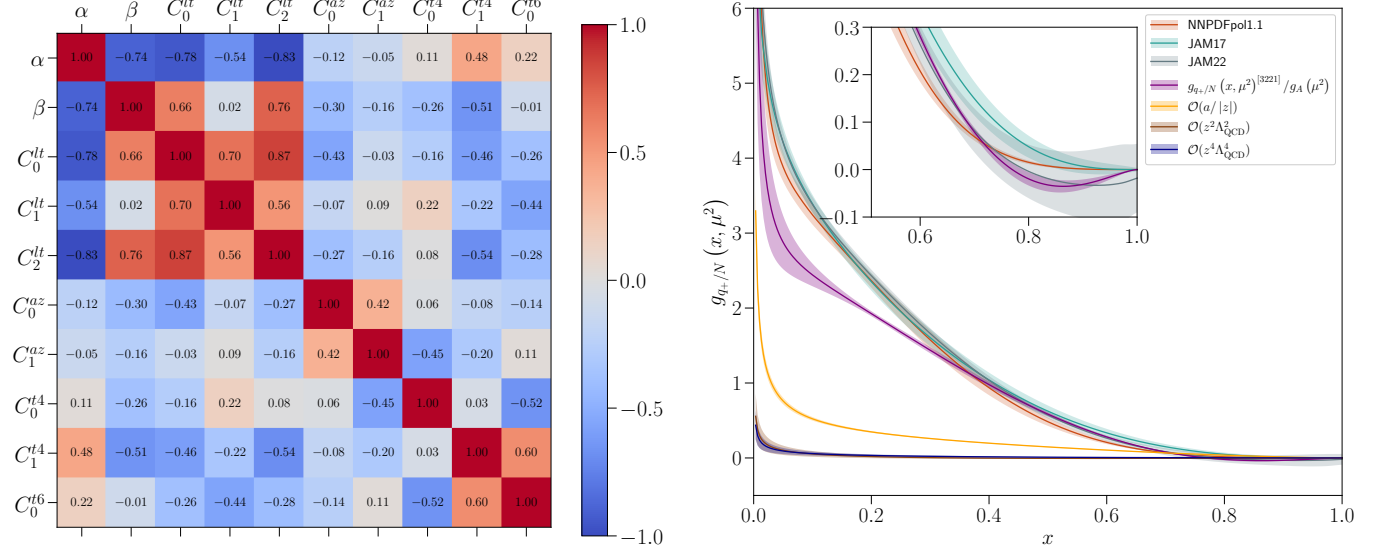 α β C_0^{lt} C_1^{lt} C_2^{lt} C_0^{az} C_1^{az} C_0^{t4} C_1^{t4} C_0^{t6}
α 1.00 −0.74 −0.78 −0.54 −0.83 −0.12 −0.05 0.11 0.48 0.22
β −0.74 1.00 0.66 0.02 0.76 −0.30 −0.16 −0.26 −0.51 −0.01
C_0^{lt} −0.78 0.66 1.00 0.70 0.87 −0.43 −0.03 −0.16 −0.46 −0.26
C_1^{lt} −0.54 0.02 0.70 1.00 0.56 −0.07 0.09 0.22 −0.22 −0.44
C_2^{lt} −0.83 0.76 0.87 0.56 1.00 −0.27 −0.16 0.08 −0.54 −0.28
C_0^{az} −0.12 −0.30 −0.43 −0.07 −0.27 1.00 0.42 0.06 −0.08 −0.14
C_1^{az} −0.05 −0.16 −0.03 0.09 −0.16 0.42 1.00 −0.45 −0.20 0.11
C_0^{t4} 0.11 −0.26 −0.16 0.22 0.08 0.06 −0.45 1.00 0.03 −0.52
C_1^{t4} 0.48 −0.51 −0.46 −0.22 −0.54 −0.08 −0.20 0.03 1.00 0.60
C_0^{t6} 0.22 −0.01 −0.26 −0.44 −0.28 −0.14 0.11 −0.52 0.60 1.00
1.0
0.5
0.0
−0.5
−1.0
g_{q_+/N} (x, μ²)
6
5
4
3
2
1
0
0.0 0.2 0.4 0.6 0.8 1.0
x
0.3
0.2
0.1
0.0
−0.1
0.6 0.8 1.0
NNPDFpol1.1
JAM17
JAM22
g_{q_+/N} (x, μ²)^{[3221]} / g_A (μ²)
𝒪(a/ |z|)
𝒪(z²Λ²_{QCD})
𝒪(z⁴Λ⁴_{QCD})